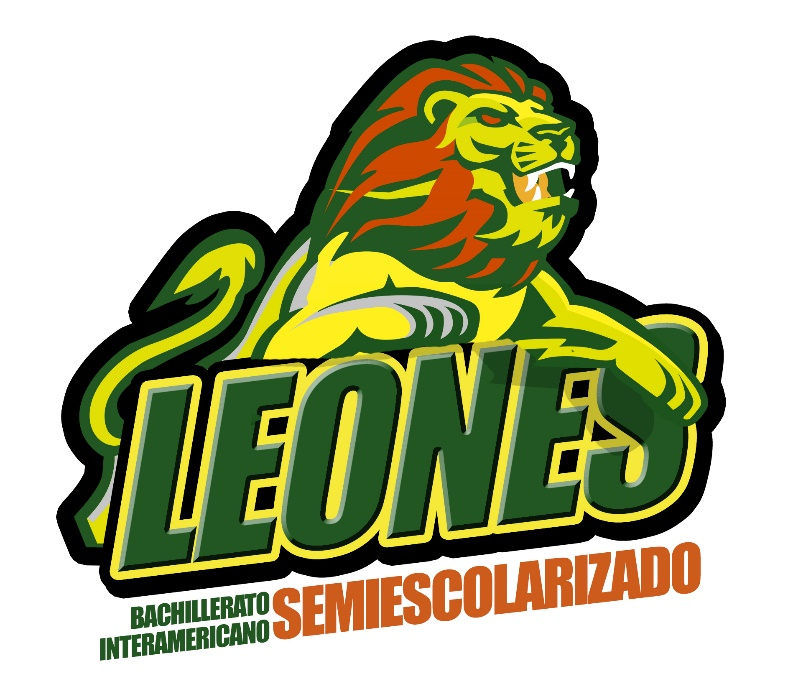 LEONES
BACHILLERATO
INTERAMERICANO
SEMIESCOLARIZADO